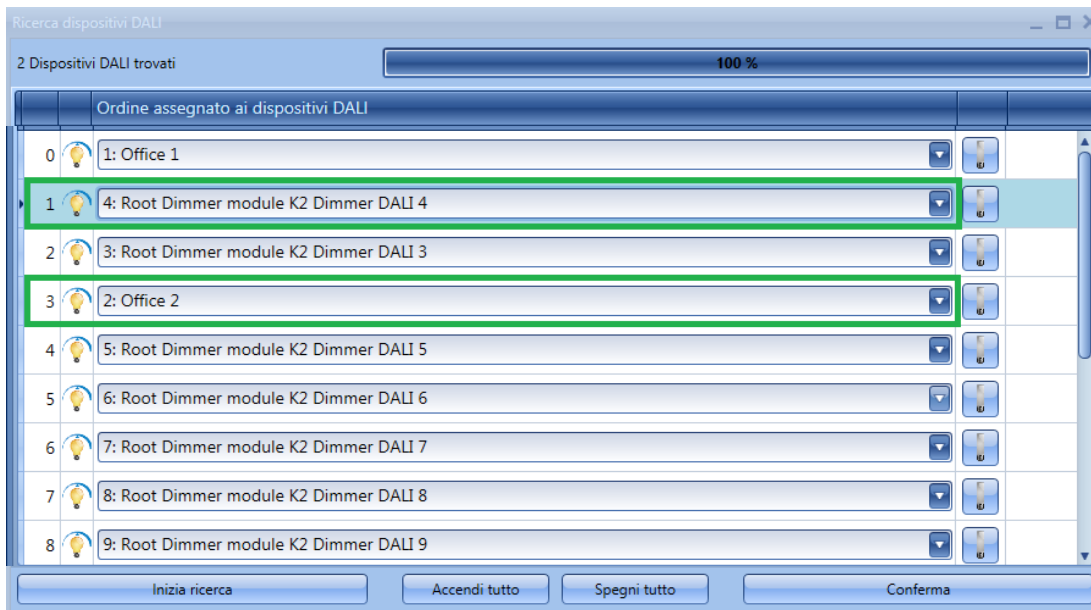 Ricerca dispositivi DALI
2 Dispositivi DALI trovati
100 %
Ordine assegnato ai dispositivi DALI
0 1: Office 1
1 4: Root Dimmer module K2 Dimmer DALI 4
2 3: Root Dimmer module K2 Dimmer DALI 3
3 2: Office 2
4 5: Root Dimmer module K2 Dimmer DALI 5
5 6: Root Dimmer module K2 Dimmer DALI 6
6 7: Root Dimmer module K2 Dimmer DALI 7
7 8: Root Dimmer module K2 Dimmer DALI 8
8 9: Root Dimmer module K2 Dimmer DALI 9
Inizia ricerca Accendi tutto Spegni tutto Conferma